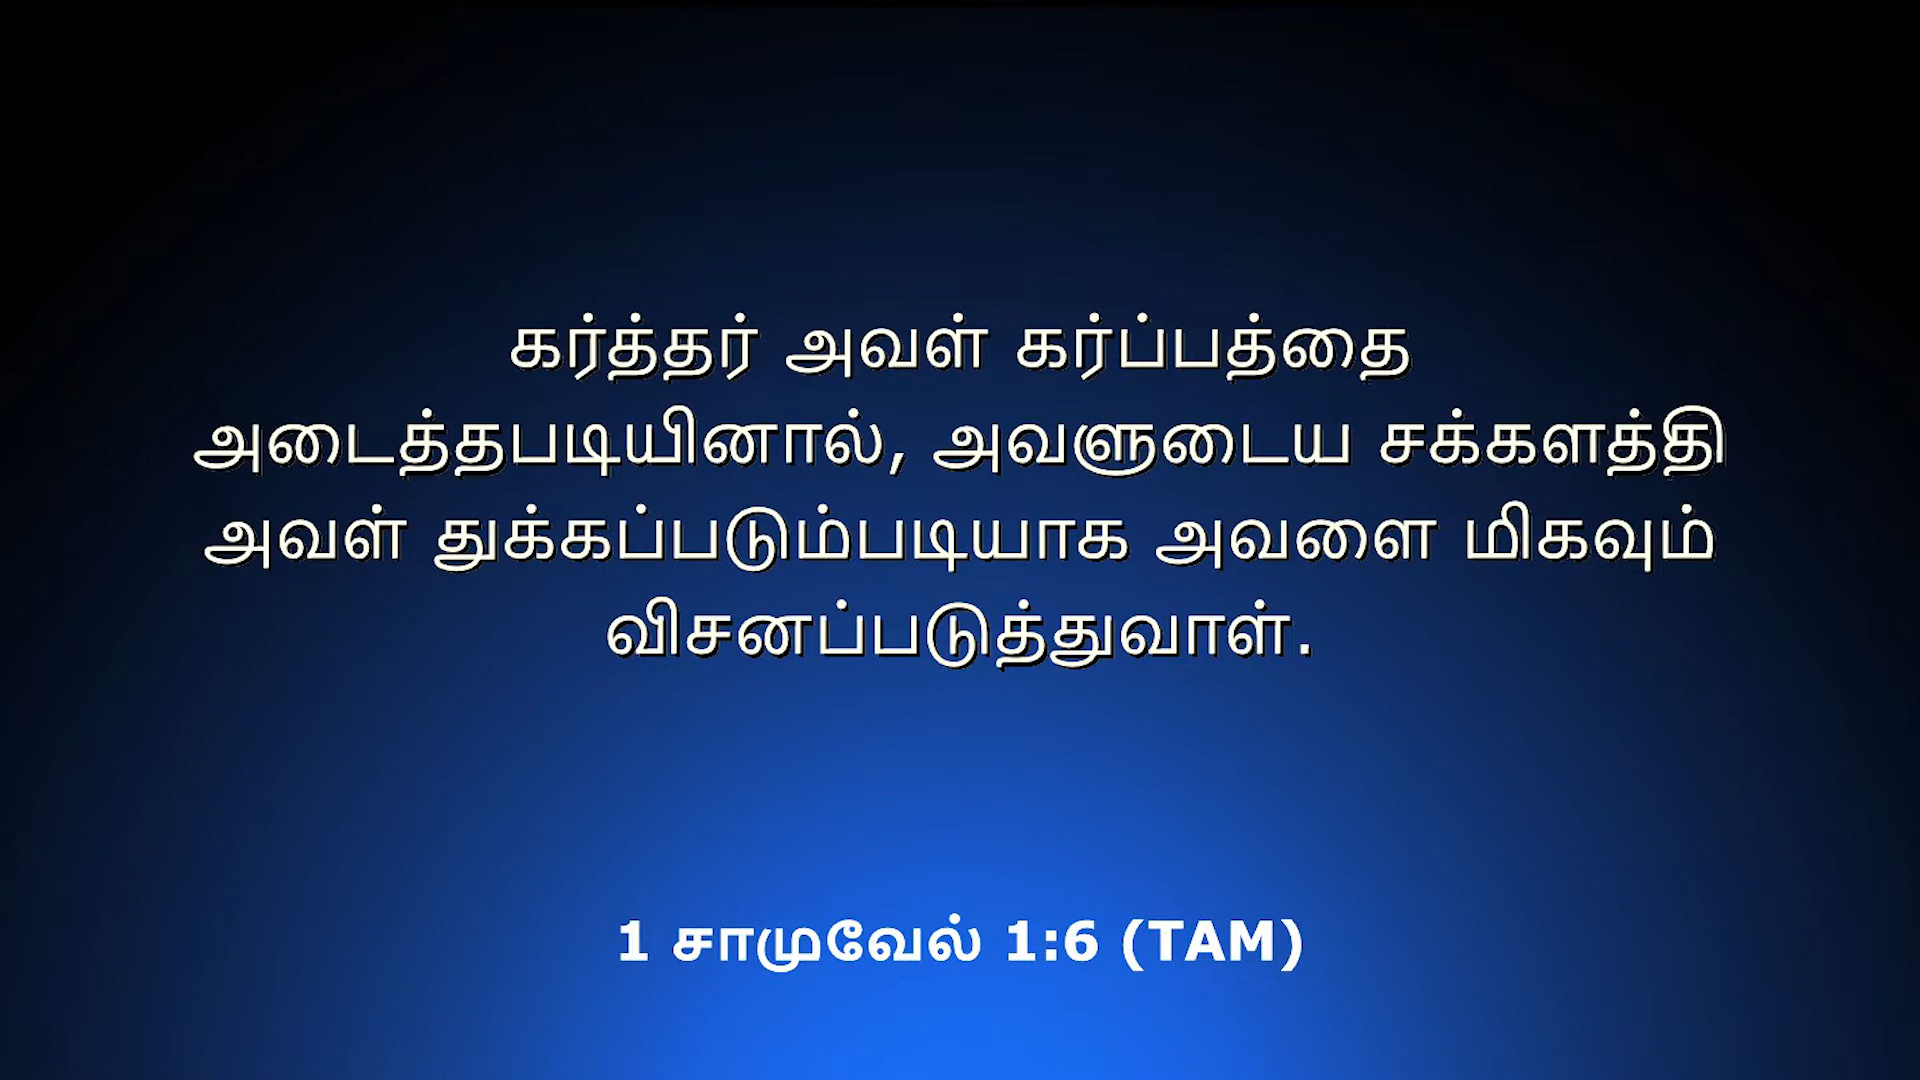 கர்த்தர் அவள் கர்ப்பத்தை
அடைத்தபடியினால், அவளுடைய சக்களத்தி
அவள் துக்கப்படும்படியாக அவளை மிகவும்
விசனப்படுத்துவாள்.
1 சாமுவேல் 1:6 (TAM)